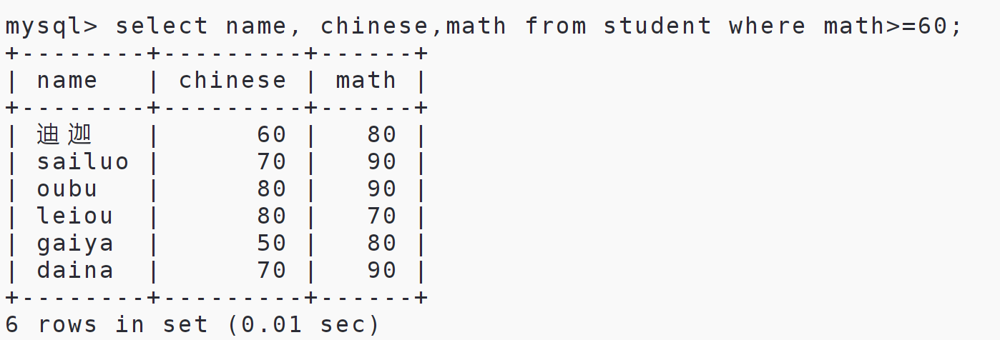 mysql> select name, chinese,math from student where math>=60;
+--------+---------+------+
| name   | chinese | math |
+--------+---------+------+
| 迪迦   |      60 |   80 |
| sailuo |      70 |   90 |
| oubu   |      80 |   90 |
| leiou  |      80 |   70 |
| gaiya  |      50 |   80 |
| daina  |      70 |   90 |
+--------+---------+------+
6 rows in set (0.01 sec)